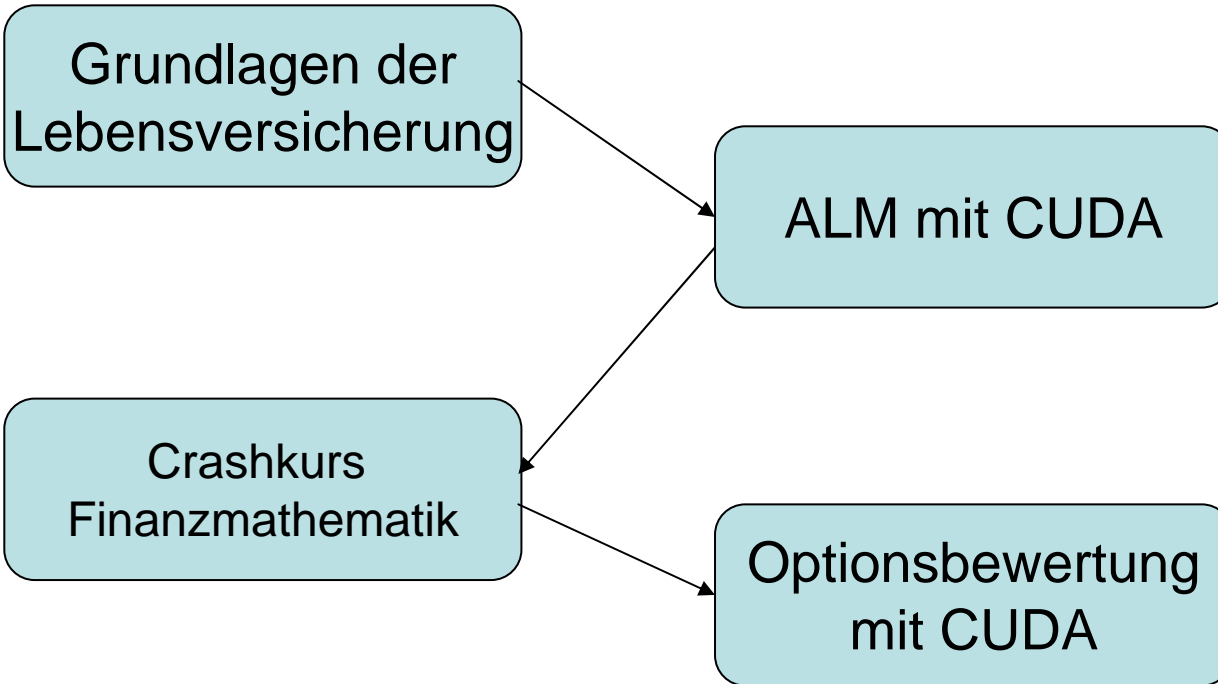 Grundlagen der
Lebensversicherung
ALM mit CUDA
Crashkurs
Finanzmathematik
Optionsbewertung
mit CUDA